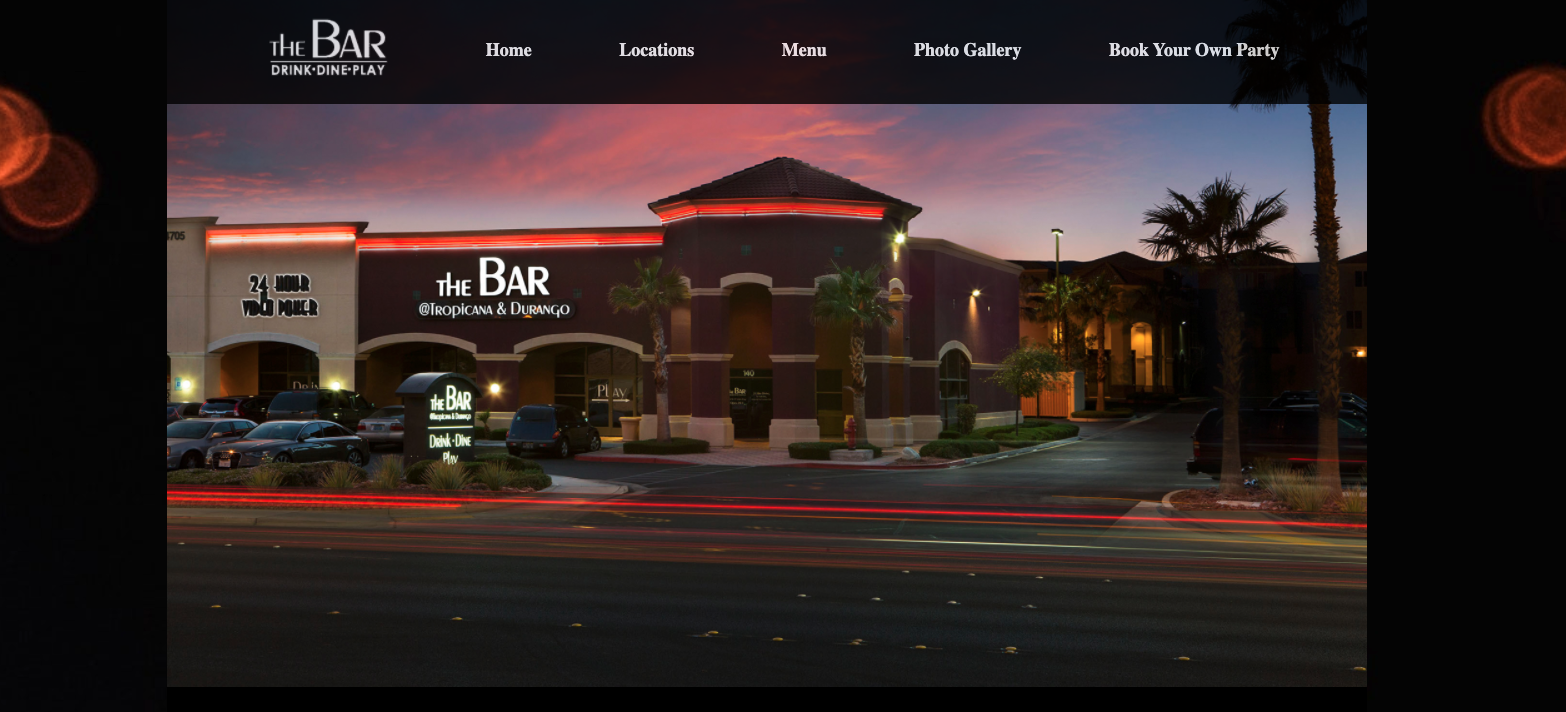 THE BAR
DRINK•DINE•PLAY
Home
Locations
Menu
Photo Gallery
Book Your Own Party
24 HOUR
VIDEO POKER
THE BAR
@TROPICANA & DURANGO
140
PLAY
THE BAR
@TROPICANA & DURANGO
DRINK•DINE
PLAY